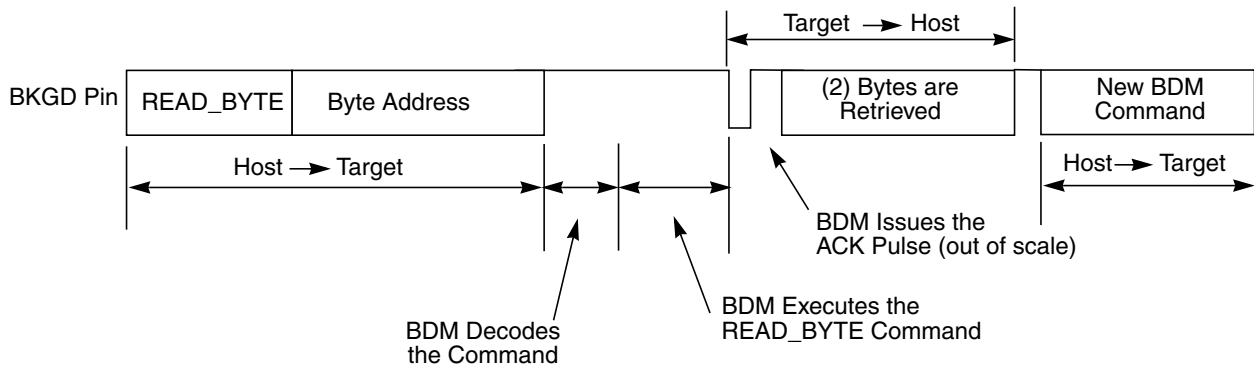 Target → Host
BKGD Pin
READ_BYTE
Byte Address
(2) Bytes are
Retrieved
New BDM
Command
Host → Target
Host → Target
BDM Issues the
ACK Pulse (out of scale)
BDM Executes the
READ_BYTE Command
BDM Decodes
the Command